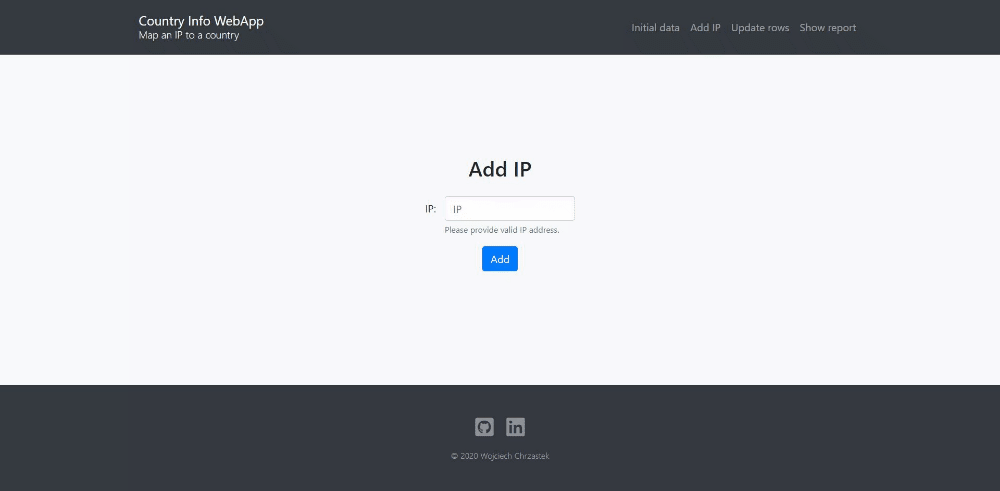 Country Info WebApp
Map an IP to a country
Initial data Add IP Update rows Show report
Add IP
IP: IP
Please provide valid IP address.
Add
© 2020 Wojciech Chrzastek